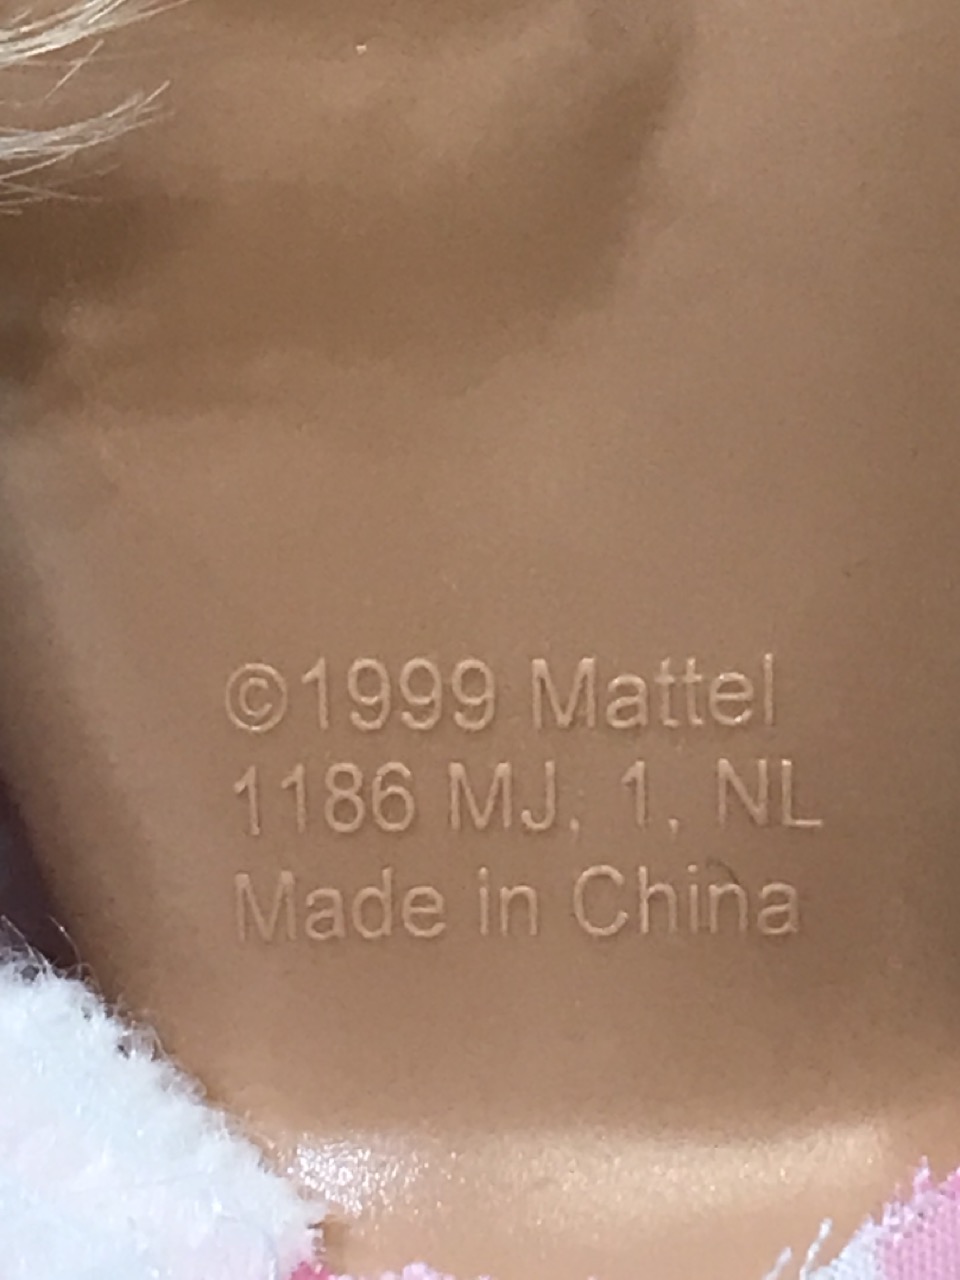 ©1999 Mattel
1186 MJ, 1, NL
Made in China